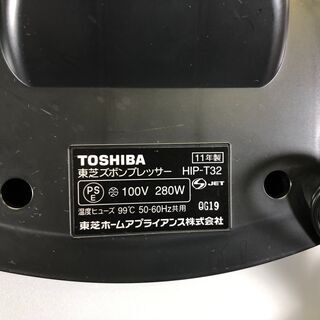 TOSHIBA 11年製
東芝ズボンプレッサー HIP-T32
PS E 100V 280W S JET
温度ヒューズ 99℃ 50-60Hz共用 QG19
東芝ホームアプライアンス株式会社